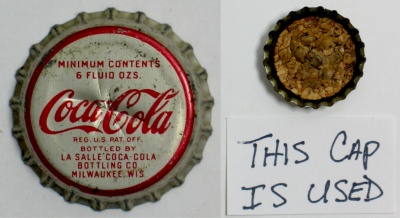 MINIMUM CONTENTS
6 FLUID OZS.
Coca-Cola
REG. U.S. PAT. OFF.
BOTTLED BY
LA SALLE COCA-COLA
BOTTLING CO.
MILWAUKEE, WIS.
THIS CAP
IS USED